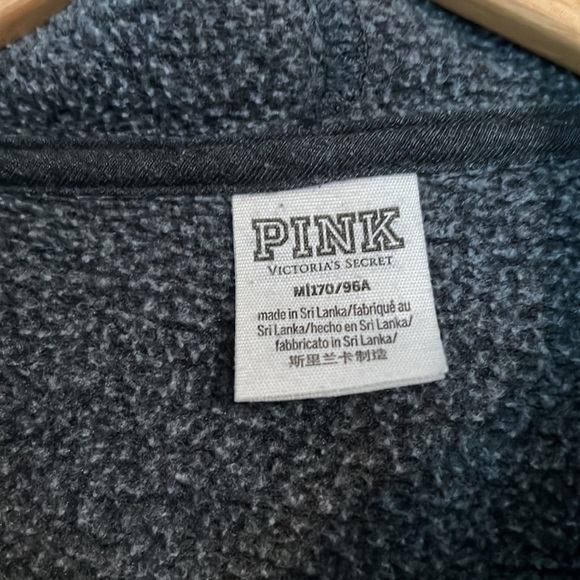 PINK
VICTORIA'S SECRET
M|170/96A
made in Sri Lanka/fabriqué au
Sri Lanka/hecho en Sri Lanka/
fabbricato in Sri Lanka/
斯里兰卡制造